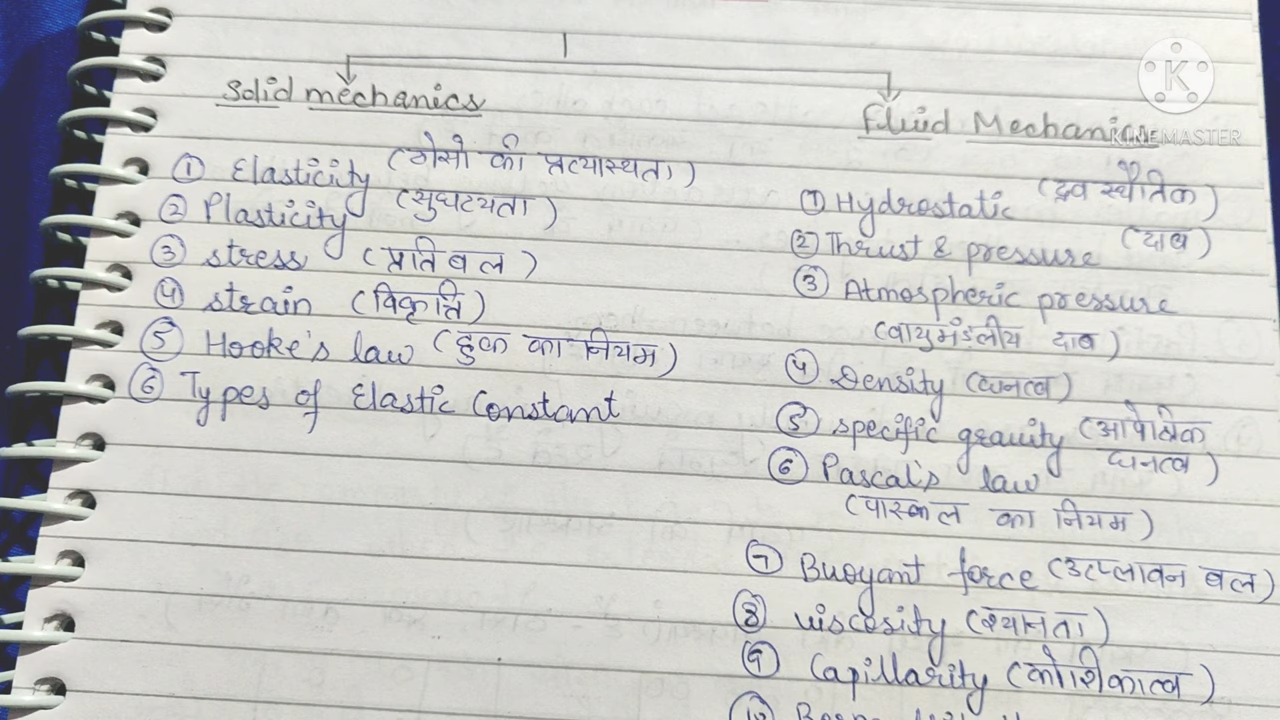 Solid mechanics
① Elasticity (गैसो की प्रत्यास्थता)
② Plasticity (सुघटयता)
③ stress (प्रतिबल)
④ strain (विकृत्ति)
⑤ Hooke's law (हुक का नियम)
⑥ Types of Elastic Constant
Fluid Mechanics
① Hydrostatic (द्रव स्थैतिक)
② Thrust & pressure (दाब)
③ Atmospheric pressure
(वायुमंडलीय दाब)
④ Density (घनत्व)
⑤ specific gravity (आपेक्षिक
घनत्व)
⑥ Pascal's law
(पास्कल का नियम)
⑦ Buoyant force (उत्प्लावन बल)
⑧ viscosity (श्यानता)
⑨ Capillarity (कोशिकात्व)
⑩
KINEMASTER